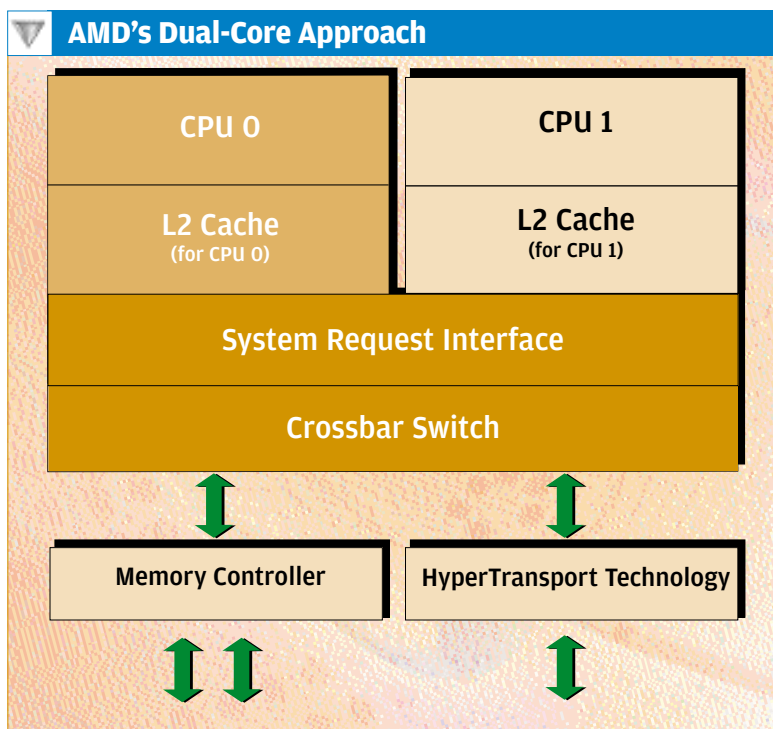 AMD's Dual-Core Approach
CPU 0
CPU 1
L2 Cache
(for CPU 0)
L2 Cache
(for CPU 1)
System Request Interface
Crossbar Switch
Memory Controller
HyperTransport Technology